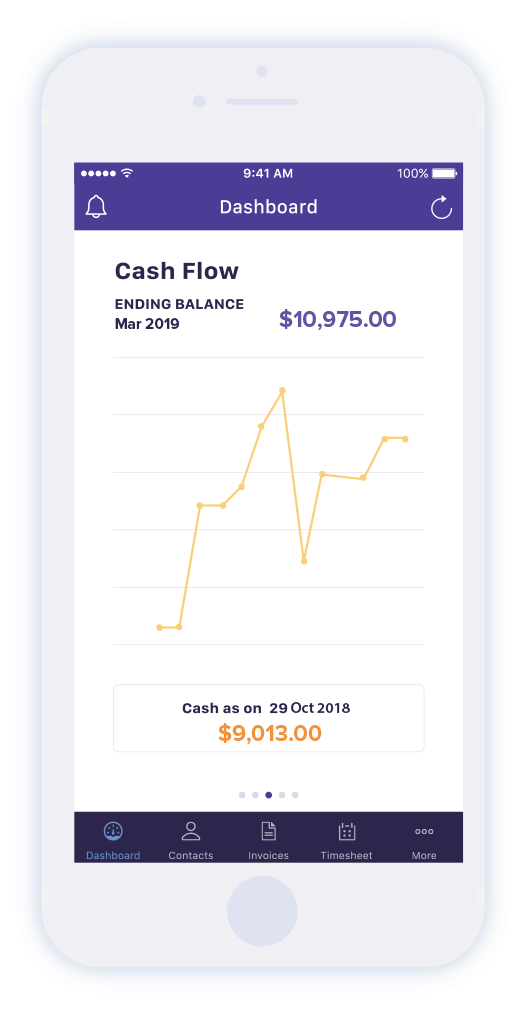 9:41 AM 100%
Dashboard
Cash Flow
ENDING BALANCE
Mar 2019 $10,975.00
Cash as on 29 Oct 2018
$9,013.00
Dashboard Contacts Invoices Timesheet More